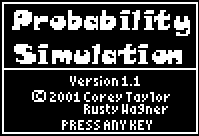 Probability
Simulation
Version 1.1
© 2001 Corey Taylor
Rusty Wagner
PRESS ANY KEY